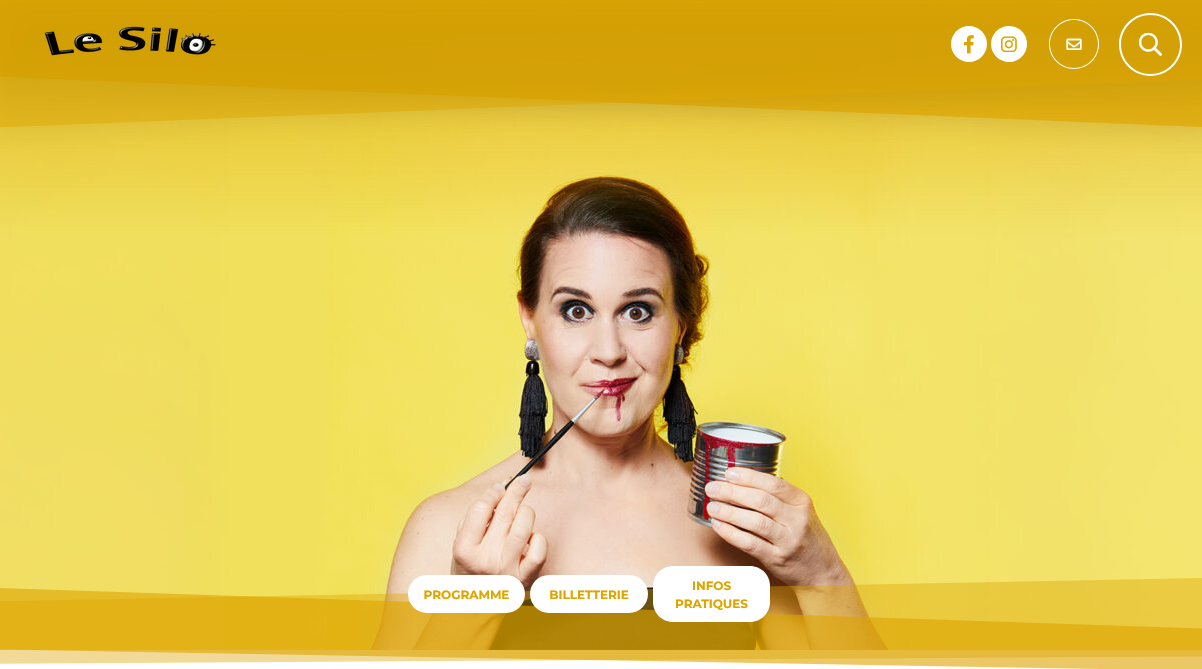 Le Silo
PROGRAMME
BILLETTERIE
INFOS
PRATIQUES